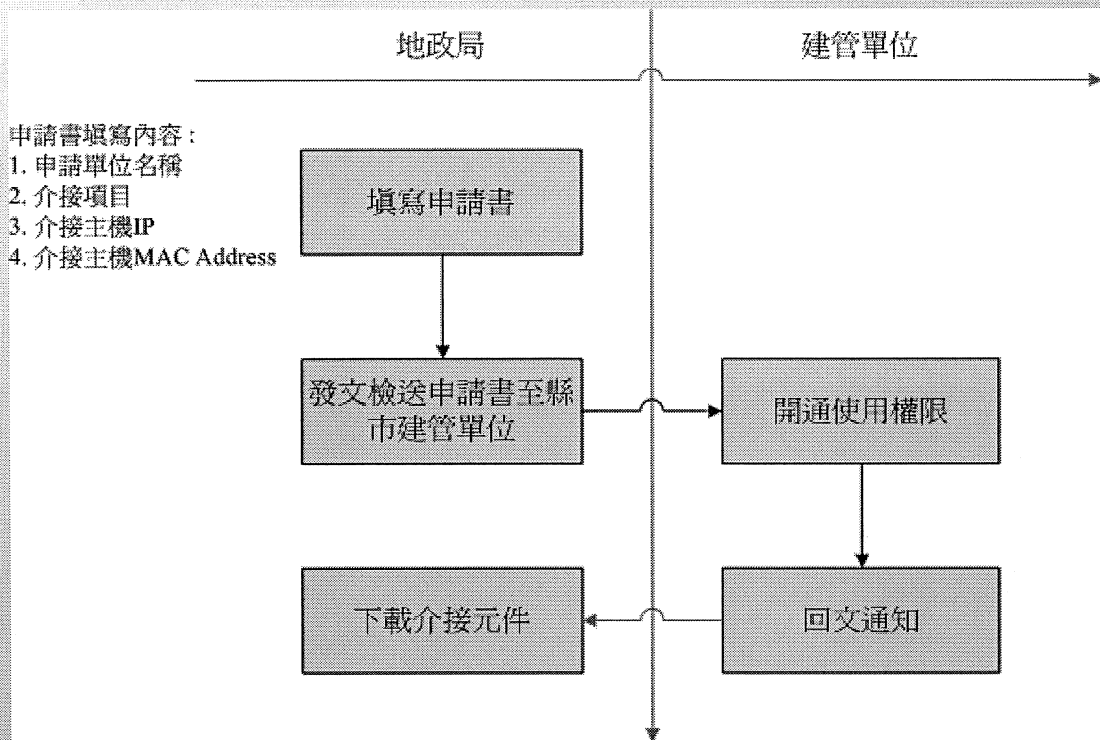 地政局
建管單位
申請書填寫內容：
1. 申請單位名稱
2. 介接項目
3. 介接主機IP
4. 介接主機MAC Address
填寫申請書
發文檢送申請書至縣
市建管單位
開通使用權限
下載介接元件
回文通知